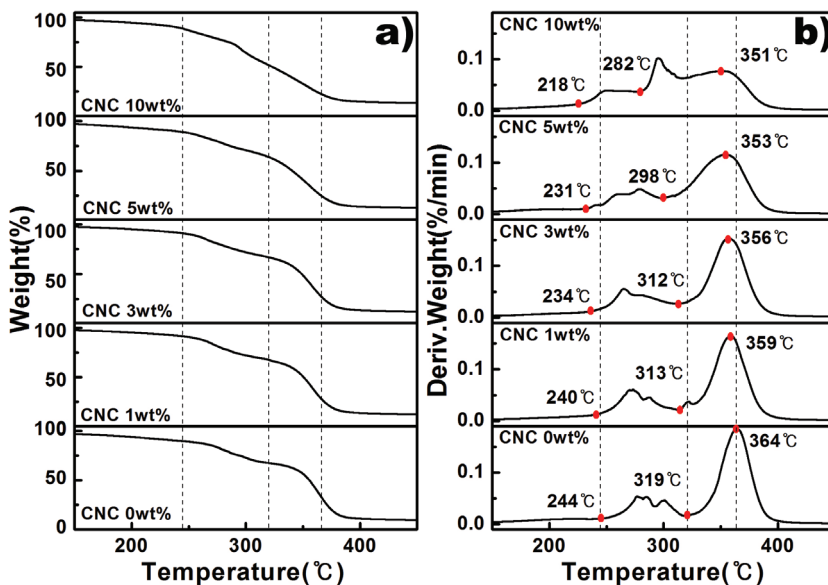 a)
100
50
CNC 10wt%
100
50
CNC 5wt%
100
50
CNC 3wt%
100
50
CNC 1wt%
100
50
0
CNC 0wt%
Weight(%)
200 300 400
Temperature(℃)
b)
CNC 10wt%
0.1
0.0
218℃
282℃
351℃
CNC 5wt%
0.1
0.0
231℃
298℃
353℃
CNC 3wt%
0.1
0.0
234℃
312℃
356℃
CNC 1wt%
0.1
0.0
240℃
313℃
359℃
CNC 0wt%
0.1
0.0
244℃
319℃
364℃
Deriv.Weight(%/min)
200 300 400
Temperature(℃)